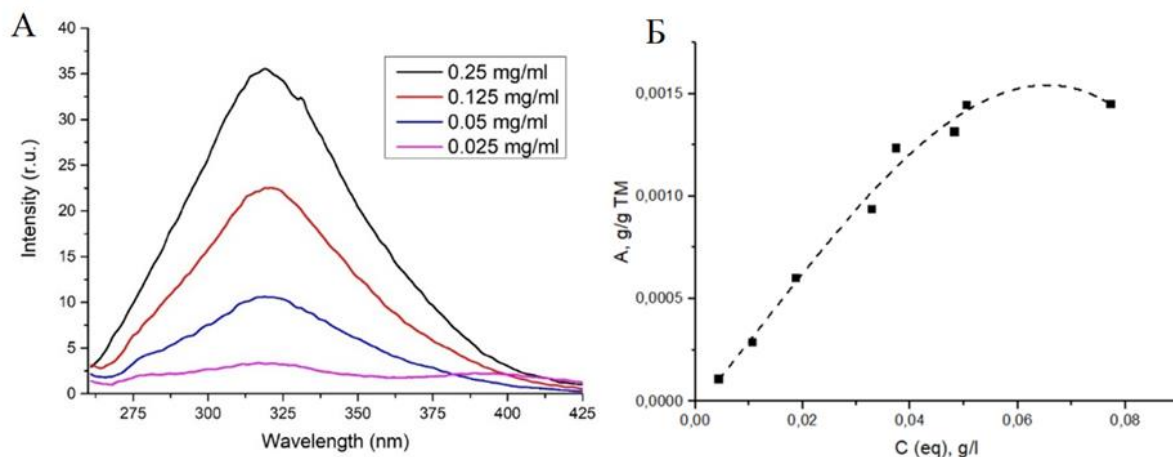 А
40
35
30
25
20
15
10
5
0
Intensity (r.u.)
0.25 mg/ml
0.125 mg/ml
0.05 mg/ml
0.025 mg/ml
275 300 325 350 375 400 425
Wavelength (nm)
Б
0,0015
0,0010
0,0005
0,0000
A, g/g TM
0,00 0,02 0,04 0,06 0,08
C (eq), g/l